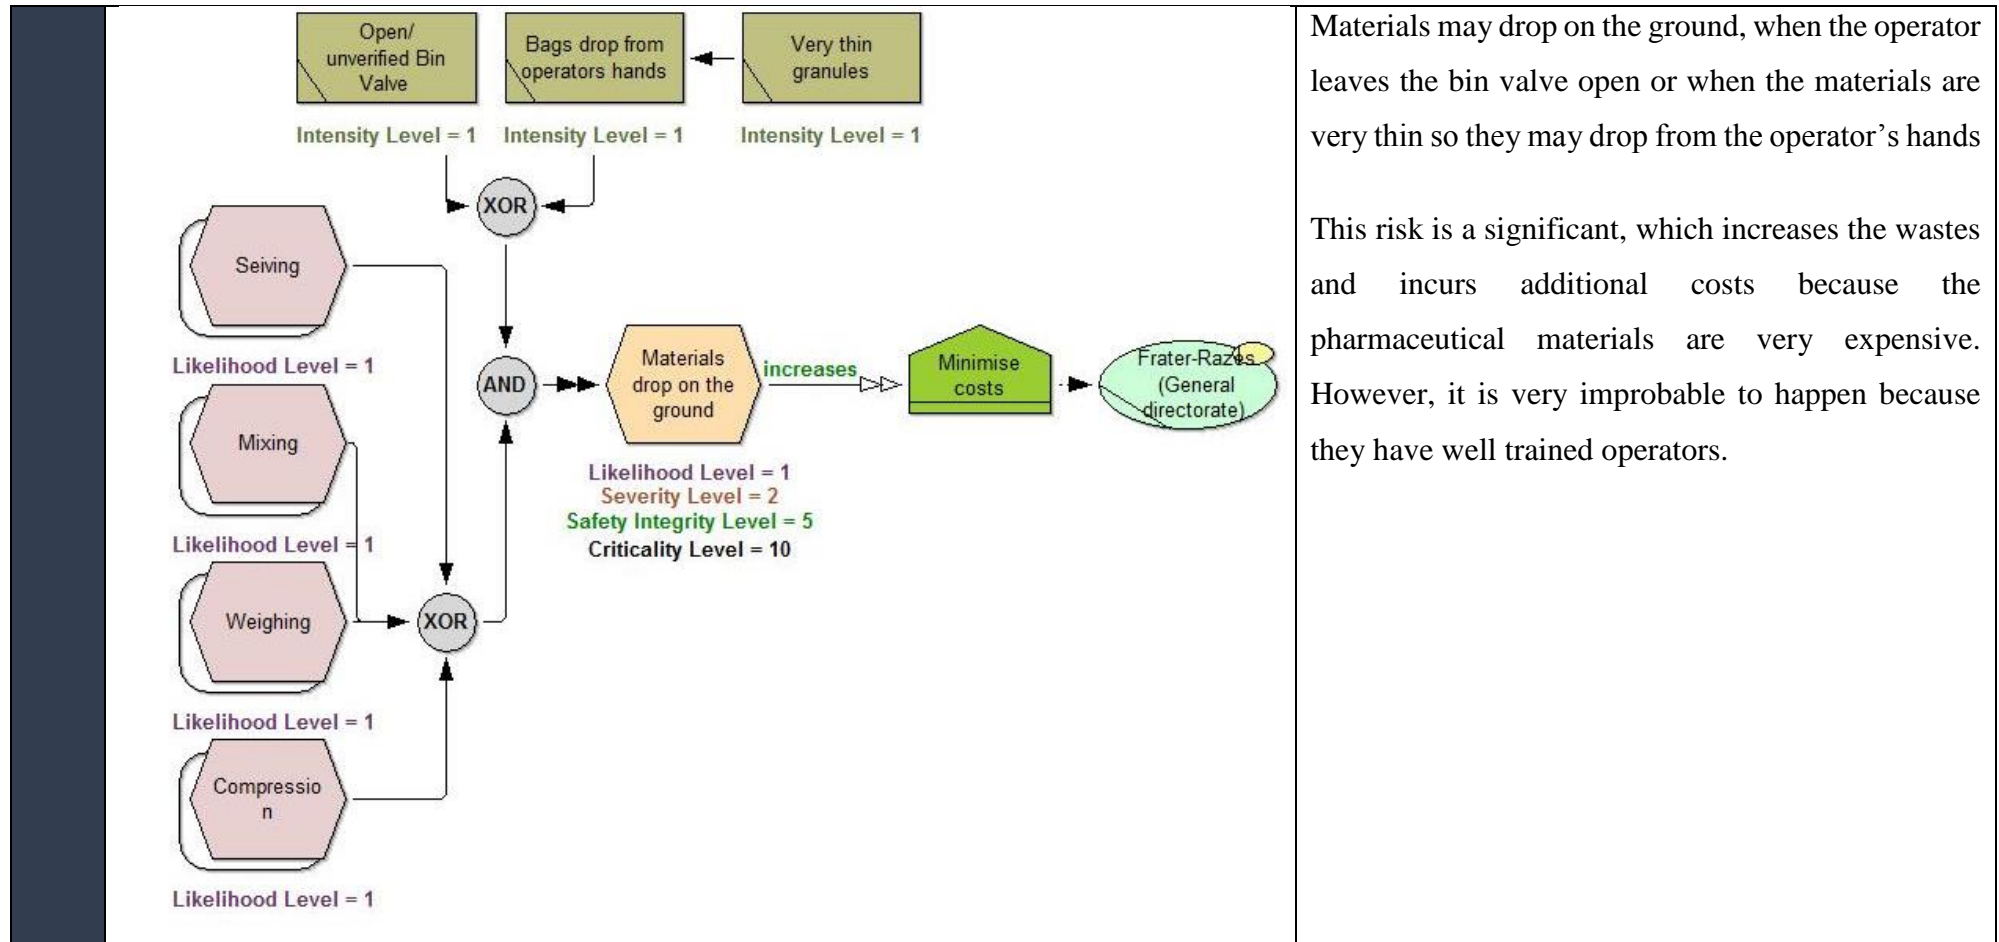 Open/
unverified Bin
Valve
Bags drop from
operators hands
Very thin
granules
Intensity Level = 1
Intensity Level = 1
Intensity Level = 1
XOR
Seiving
Likelihood Level = 1
Mixing
Likelihood Level = 1
Weighing
Likelihood Level = 1
Compressio
n
Likelihood Level = 1
XOR
AND
Materials
drop on the
ground
Likelihood Level = 1
Severity Level = 2
Safety Integrity Level = 5
Criticality Level = 10
increases
Minimise
costs
Frater-Razes
(General
directorate)
Materials may drop on the ground, when the operator
leaves the bin valve open or when the materials are
very thin so they may drop from the operator’s hands
This risk is a significant, which increases the wastes
and incurs additional costs because the
pharmaceutical materials are very expensive.
However, it is very improbable to happen because
they have well trained operators.